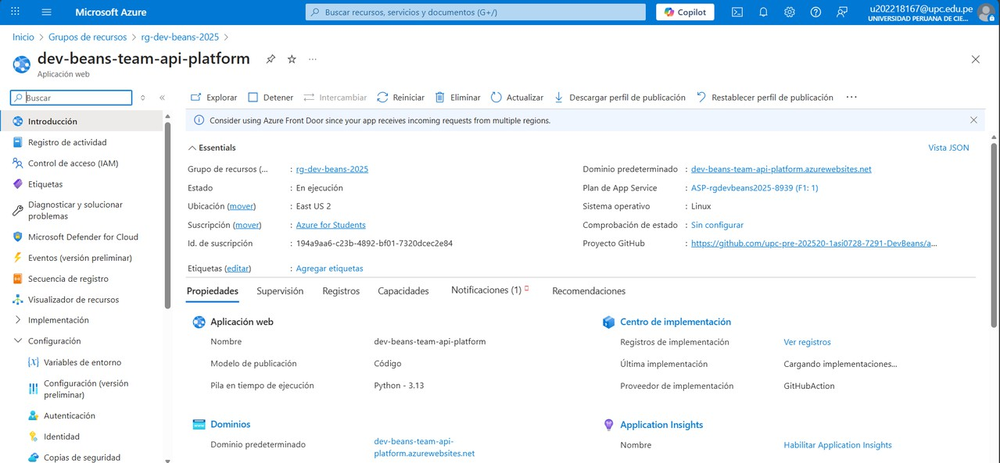 Microsoft Azure
Buscar recursos, servicios y documentos (G+/)
Copilot
u202218167@upc.edu.pe
UNIVERSIDAD PERUANA DE CIE...
Inicio > Grupos de recursos > rg-dev-beans-2025 >
dev-beans-team-api-platform
Aplicación web
Buscar
Explorar Detener Intercambiar Reiniciar Eliminar Actualizar Descargar perfil de publicación Restablecer perfil de publicación ...
Introducción
Registro de actividad
Control de acceso (IAM)
Etiquetas
Diagnosticar y solucionar
problemas
Microsoft Defender for Cloud
Eventos (versión preliminar)
Secuencia de registro
Visualizador de recursos
Implementación
Configuración
Variables de entorno
Configuración (versión
preliminar)
Autenticación
Identidad
Copias de seguridad
Consider using Azure Front Door since your app receives incoming requests from multiple regions.
Essentials
Vista JSON
Grupo de recursos (... : rg-dev-beans-2025
Estado : En ejecución
Ubicación (mover) : East US 2
Suscripción (mover) : Azure for Students
Id. de suscripción : 194a9aa6-c23b-4892-bf01-7320dcec2e84
Etiquetas (editar) : Agregar etiquetas
Dominio predeterminado : dev-beans-team-api-platform.azurewebsites.net
Plan de App Service : ASP-rgdevbeans2025-8939 (F1: 1)
Sistema operativo : Linux
Comprobación de estado : Sin configurar
Proyecto GitHub : https://github.com/upc-pre-202520-1asi0728-7291-DevBeans/a...
Propiedades Supervisión Registros Capacidades Notificaciones (1) Recomendaciones
Aplicación web
Nombre dev-beans-team-api-platform
Modelo de publicación Código
Pila en tiempo de ejecución Python - 3.13
Dominios
Dominio predeterminado dev-beans-team-api-
platform.azurewebsites.net
Centro de implementación
Registros de implementación Ver registros
Última implementación Cargando implementaciones...
Proveedor de implementación GitHubAction
Application Insights
Nombre Habilitar Application Insights